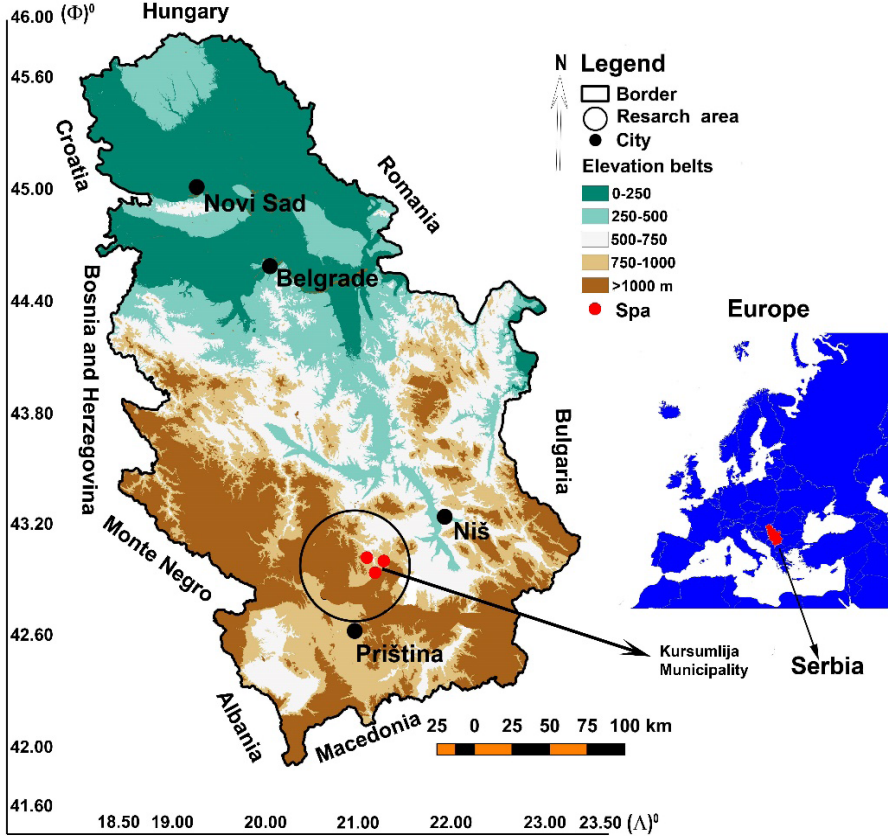 46.00 (Φ)⁰
Hungary
45.60
Croatia
Romania
45.00
Novi Sad
Belgrade
Bosnia and Herzegovina
44.40
43.80
Bulgaria
43.20
Niš
Monte Negro
42.60
Priština
Albania
Macedonia
42.00
41.60
18.50 19.00 20.00 21.00 22.00 23.00 23.50 (Λ)⁰
N
Legend
Border
Resarch area
City
Elevation belts
0-250
250-500
500-750
750-1000
>1000 m
Spa
Europe
Kursumlija
Municipality
Serbia
25 0 25 50 75 100 km